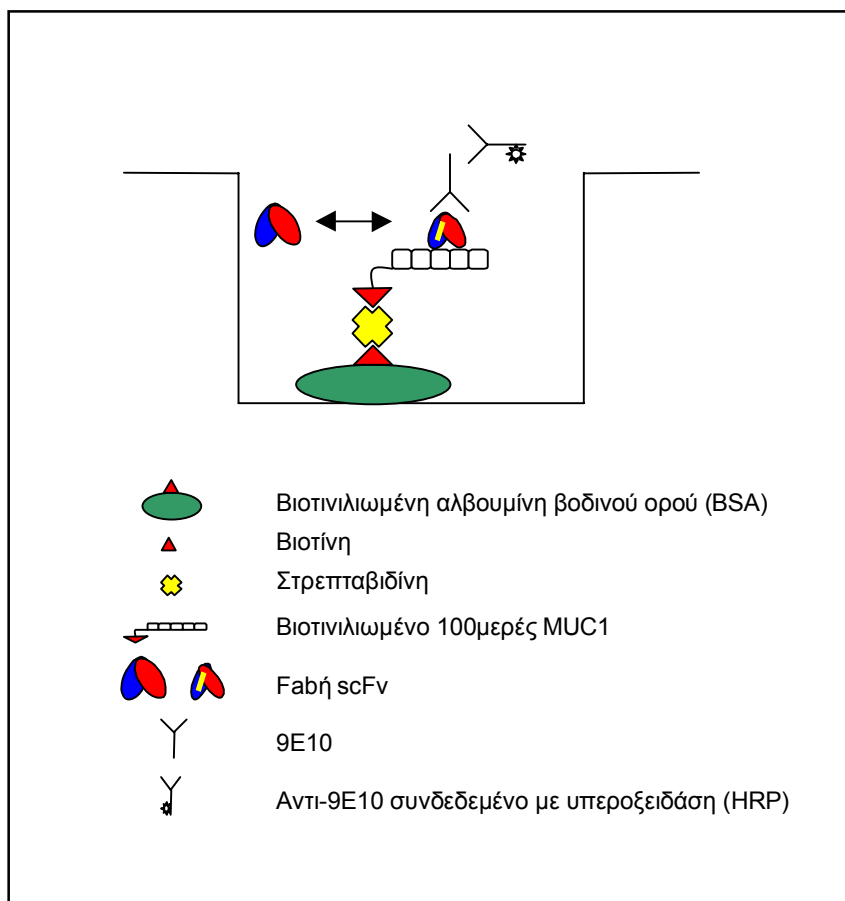 Βιοτινιλιωμένη αλβουμίνη βοδινού ορού (BSA)
Βιοτίνη
Στρεπταβιδίνη
Βιοτινιλιωμένο 100μερές MUC1
Fabή scFv
9E10
Αντι-9E10 συνδεδεμένο με υπεροξειδάση (HRP)